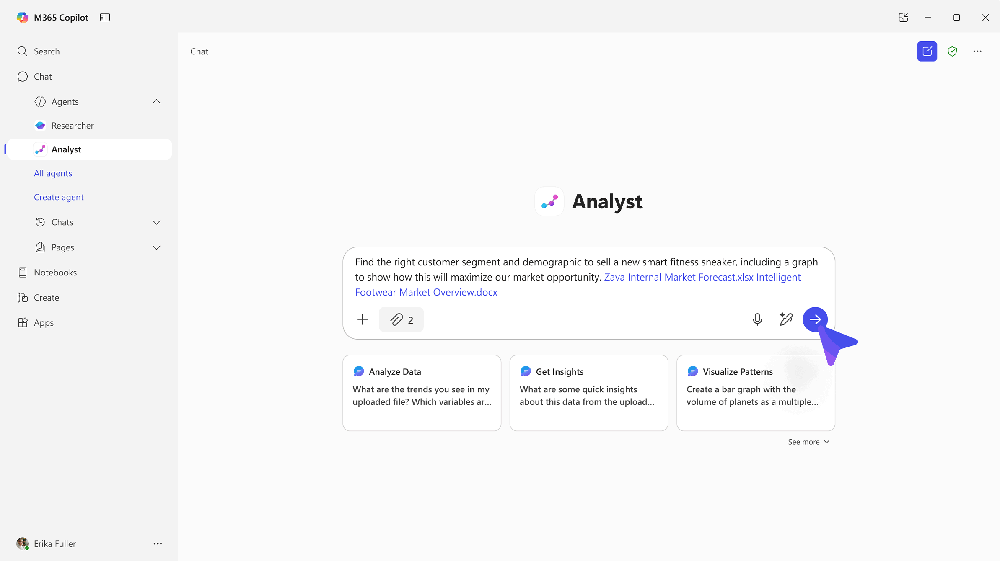 M365 Copilot
Search
Chat
Agents
Researcher
Analyst
All agents
Create agent
Chats
Pages
Notebooks
Create
Apps
Erika Fuller
Chat
Analyst
Find the right customer segment and demographic to sell a new smart fitness sneaker, including a graph
to show how this will maximize our market opportunity. Zava Internal Market Forecast.xlsx Intelligent
Footwear Market Overview.docx
2
Analyze Data
What are the trends you see in my
uploaded file? Which variables ar...
Get Insights
What are some quick insights
about this data from the upload...
Visualize Patterns
Create a bar graph with the
volume of planets as a multiple...
See more